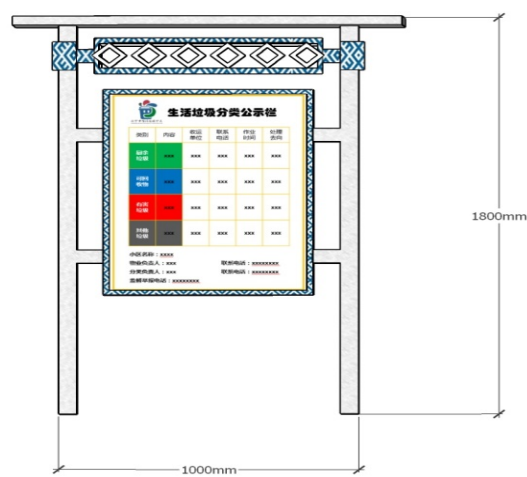 生活垃圾分类公示栏
类别 内容 收运单位 联系电话 作业时间 处理去向
厨余垃圾 xxx xxx xxx xxx xxx
可回收物 xxx xxx xxx xxx xxx
有害垃圾 xxx xxx xxx xxx xxx
其他垃圾 xxx xxx xxx xxx xxx
小区名称：xxxx
物业负责人：xxx 联系电话：xxxxxxxx
分类负责人：xxx 联系电话：xxxxxxxx
监督举报电话：xxxxxxxx
1800mm
1000mm